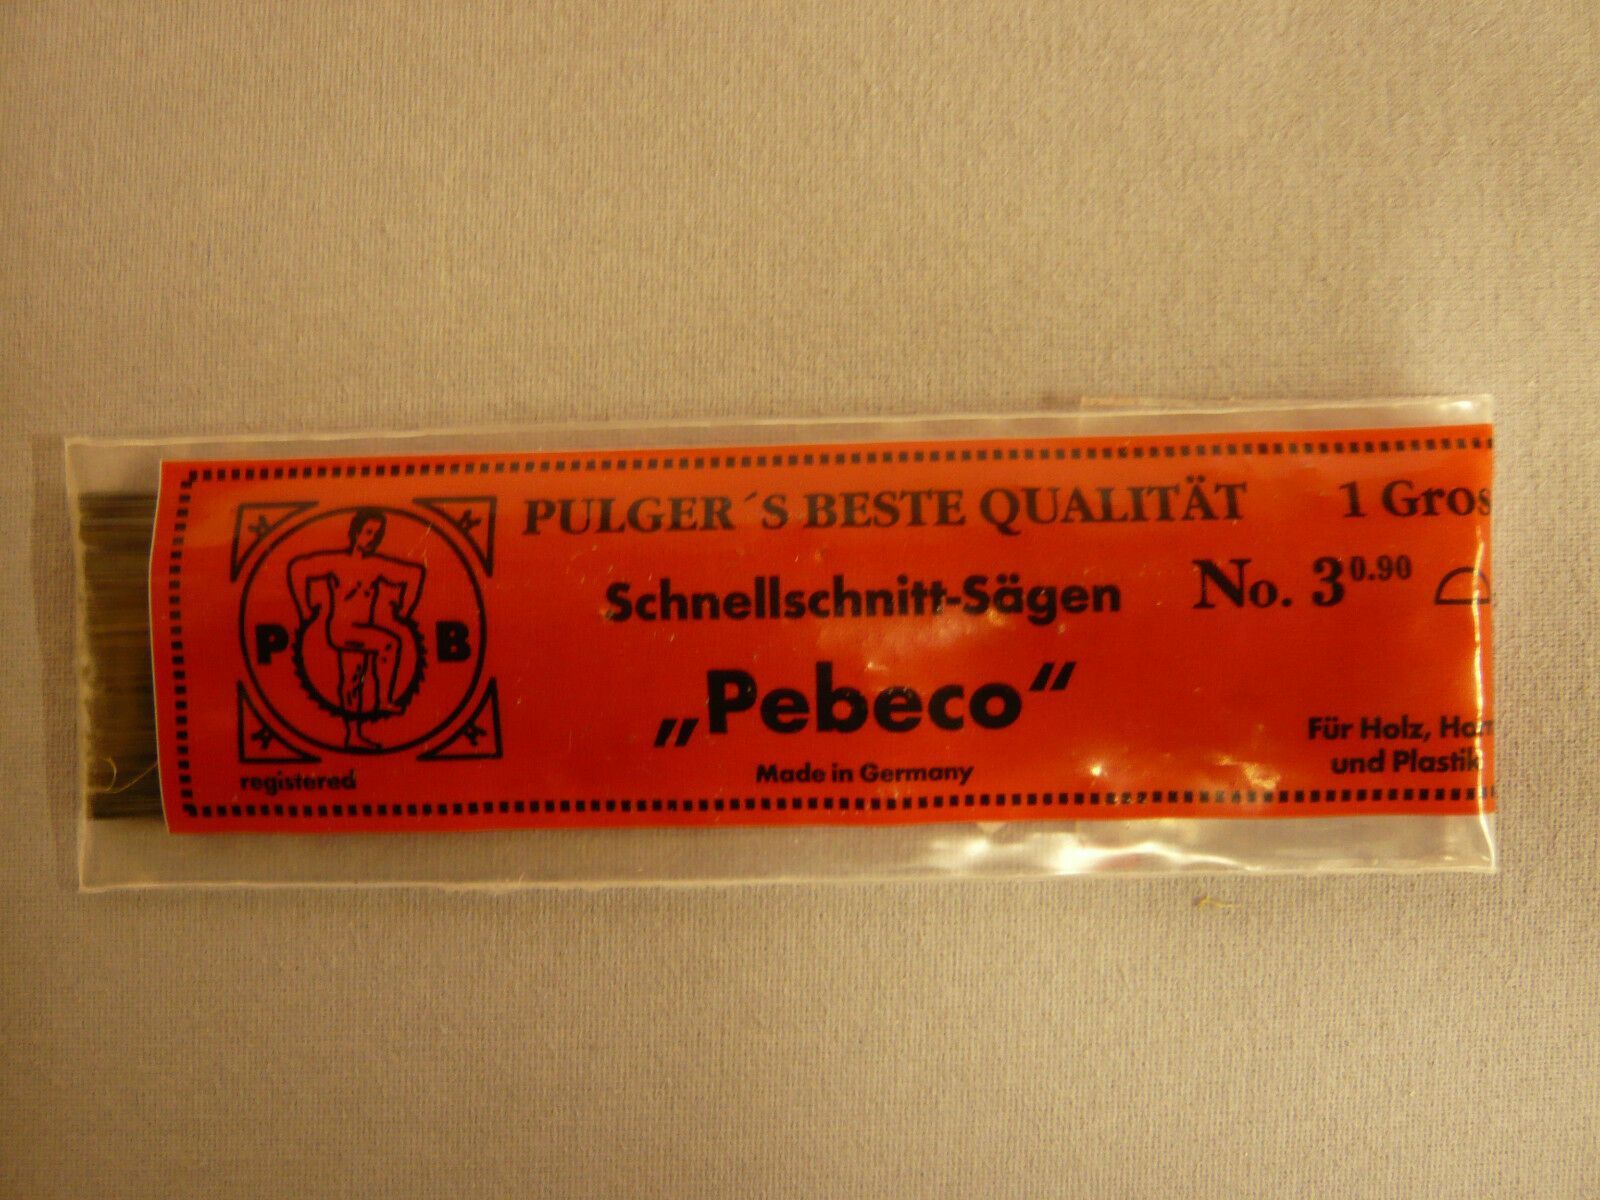 PULGER´S BESTE QUALITÄT 1 Gros
Schnellschnitt-Sägen No. 3 0.90
„Pebeco“
P B
registered
Made in Germany
Für Holz,
und Plastik